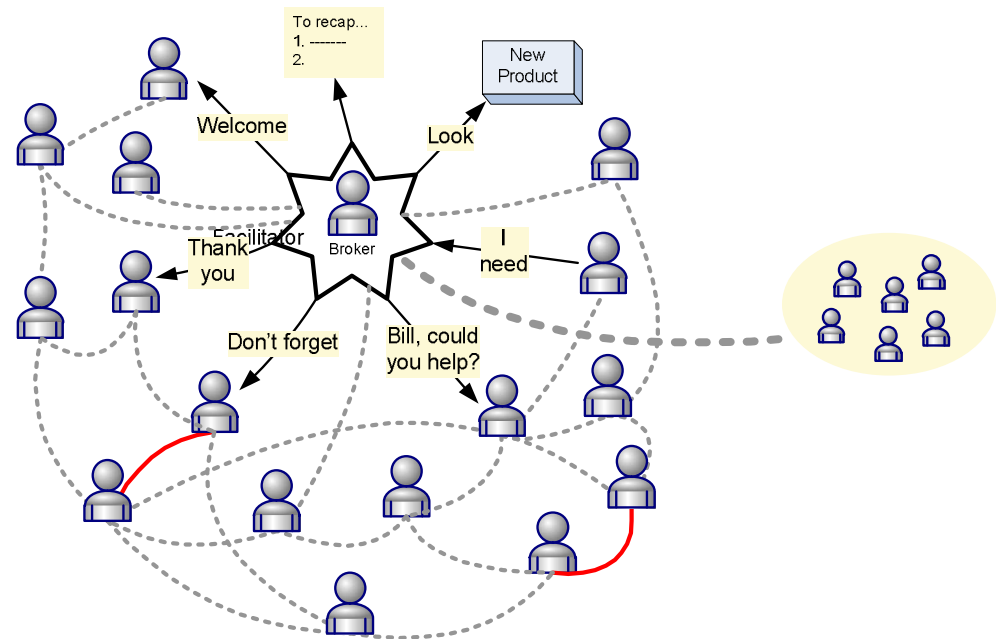 To recap...
1. -------
2.
New
Product
Welcome
Look
Facilitator
Broker
Thank
you
I
need
Don't forget
Bill, could
you help?